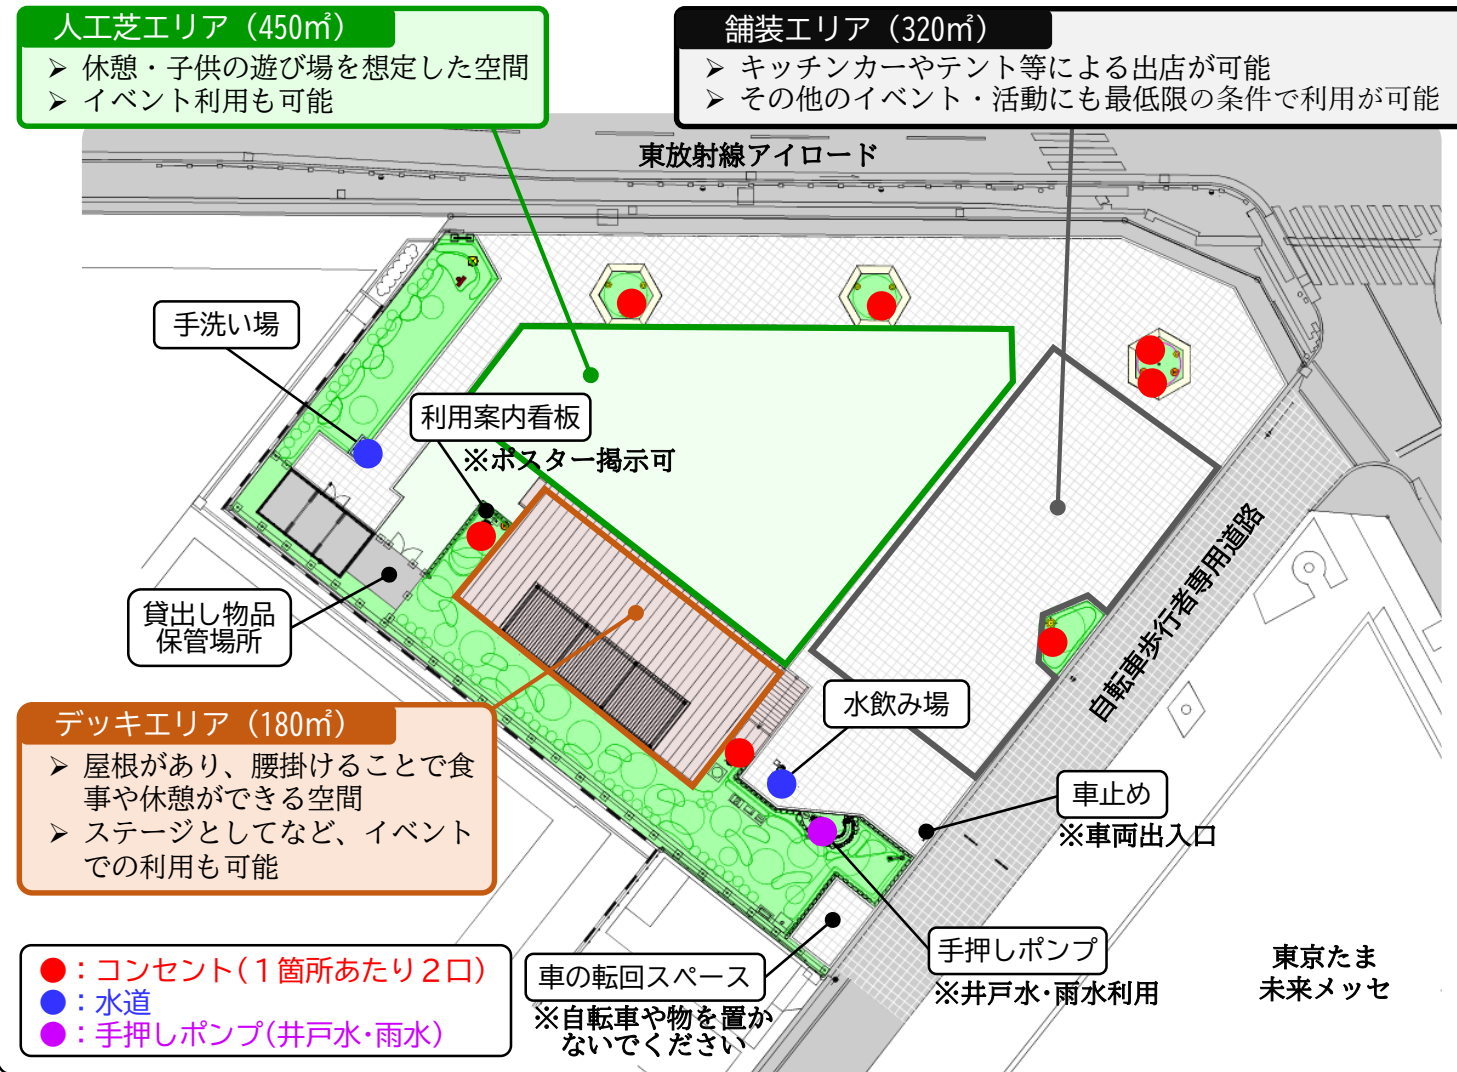 人工芝エリア（450㎡）
➢ 休憩・子供の遊び場を想定した空間
➢ イベント利用も可能
舗装エリア（320㎡）
➢ キッチンカーやテント等による出店が可能
➢ その他のイベント・活動にも最低限の条件で利用が可能
東放射線アイロード
手洗い場
利用案内看板
※ポスター掲示可
貸出し物品
保管場所
自転車歩行者専用道路
デッキエリア（180㎡）
➢ 屋根があり、腰掛けることで食
事や休憩ができる空間
➢ ステージとしてなど、イベント
での利用も可能
水飲み場
車止め
※車両出入口
手押しポンプ
※井戸水･雨水利用
車の転回スペース
※自転車や物を置か
ないでください
東京たま
未来メッセ
●：コンセント(１箇所あたり２口)
●：水道
●：手押しポンプ(井戸水･雨水)